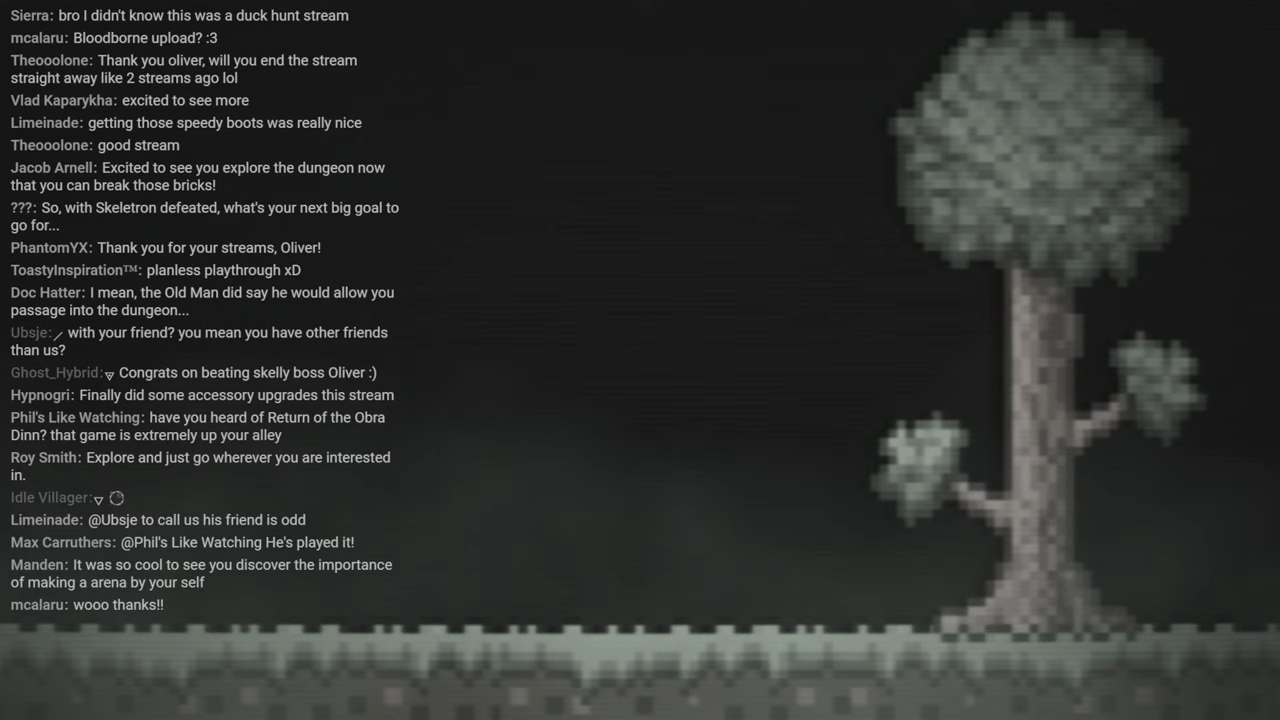 Sierra: bro I didn't know this was a duck hunt stream
mcalaru: Bloodborne upload? :3
Theooolone: Thank you oliver, will you end the stream
straight away like 2 streams ago lol
Vlad Kaparykha: excited to see more
Limeinade: getting those speedy boots was really nice
Theooolone: good stream
Jacob Arnell: Excited to see you explore the dungeon now
that you can break those bricks!
???: So, with Skeletron defeated, what's your next big goal to
go for...
PhantomYX: Thank you for your streams, Oliver!
ToastyInspiration™: planless playthrough xD
Doc Hatter: I mean, the Old Man did say he would allow you
passage into the dungeon...
Ubsje: with your friend? you mean you have other friends
than us?
Ghost_Hybrid: Congrats on beating skelly boss Oliver :)
Hypnogri: Finally did some accessory upgrades this stream
Phil's Like Watching: have you heard of Return of the Obra
Dinn? that game is extremely up your alley
Roy Smith: Explore and just go wherever you are interested
in.
Idle Villager:
Limeinade: @Ubsje to call us his friend is odd
Max Carruthers: @Phil's Like Watching He's played it!
Manden: It was so cool to see you discover the importance
of making a arena by your self
mcalaru: wooo thanks!!